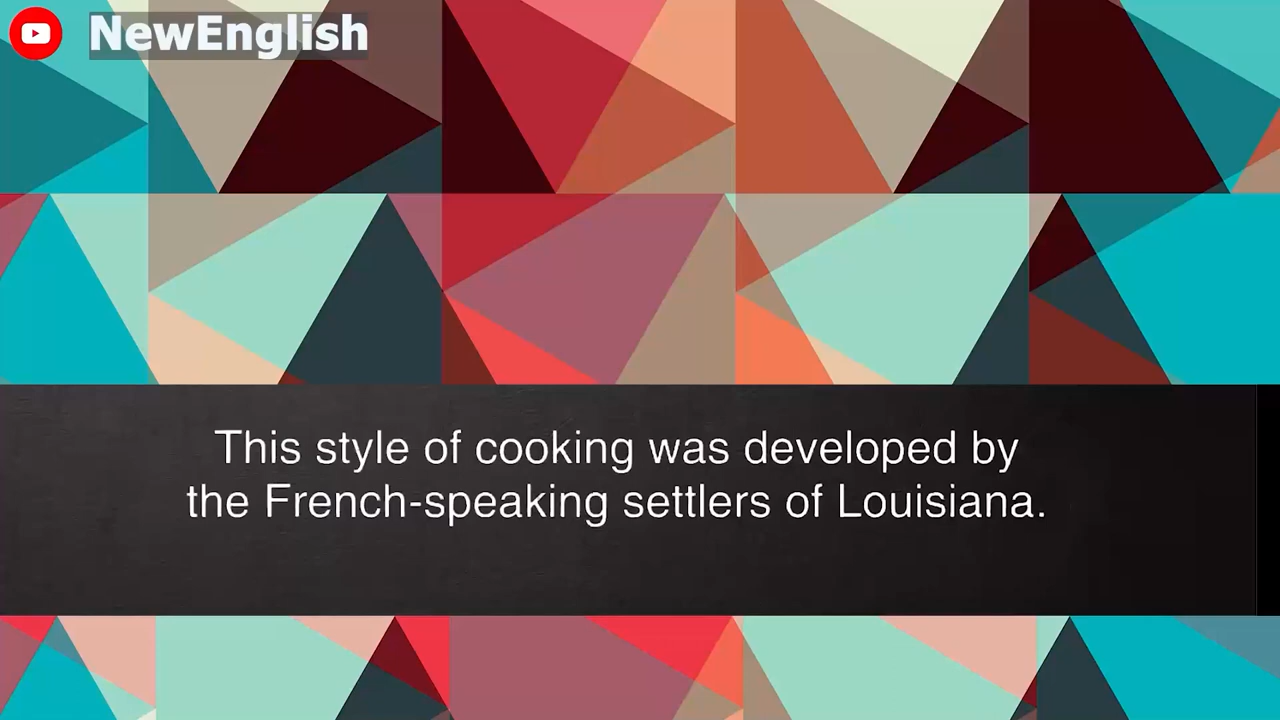 NewEnglish
This style of cooking was developed by
the French-speaking settlers of Louisiana.